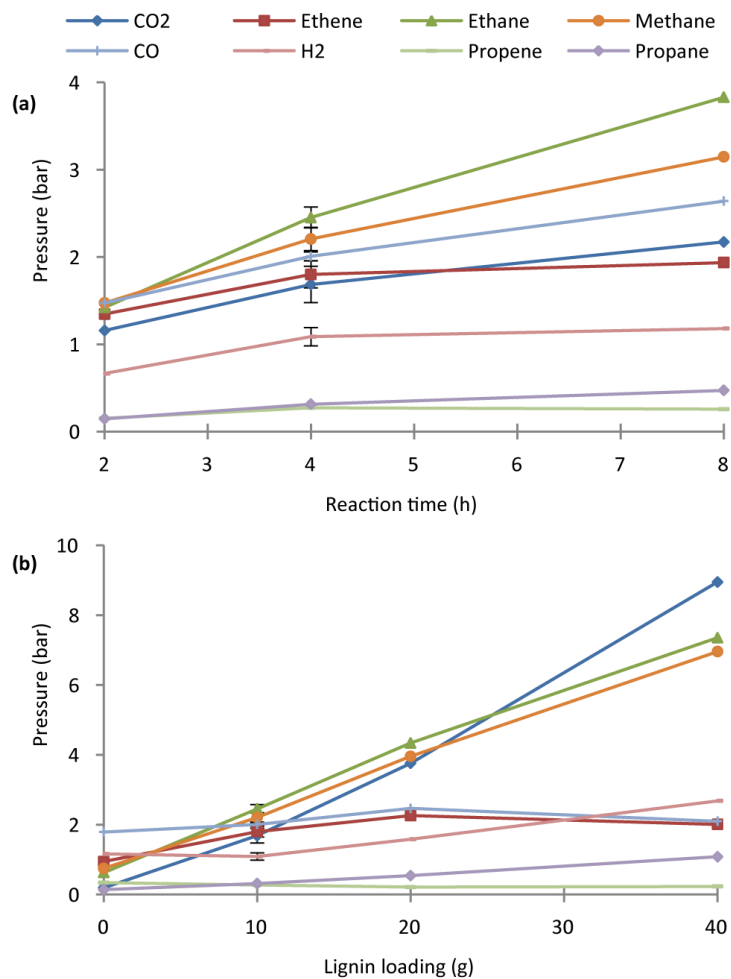 CO2 Ethene Ethane Methane
CO H2 Propene Propane
(a)
4
3
2
1
0
Pressure (bar)
2 3 4 5 6 7 8
Reaction time (h)
(b)
10
8
6
4
2
0
Pressure (bar)
0 10 20 30 40
Lignin loading (g)